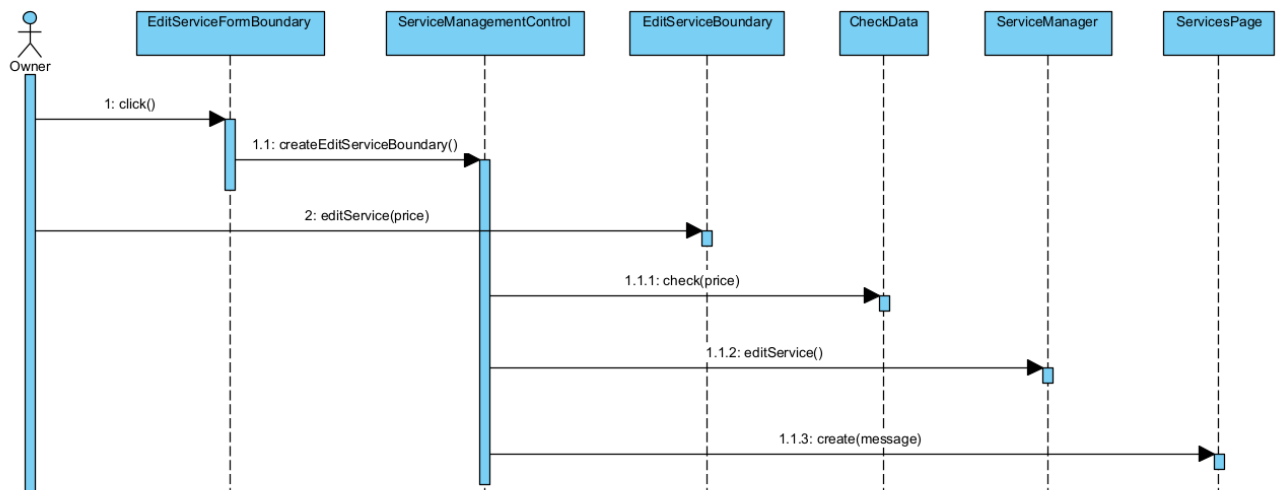 EditServiceFormBoundary
ServiceManagementControl
EditServiceBoundary
CheckData
ServiceManager
ServicesPage
Owner
1: click()
1.1: createEditServiceBoundary()
2: editService(price)
1.1.1: check(price)
1.1.2: editService()
1.1.3: create(message)